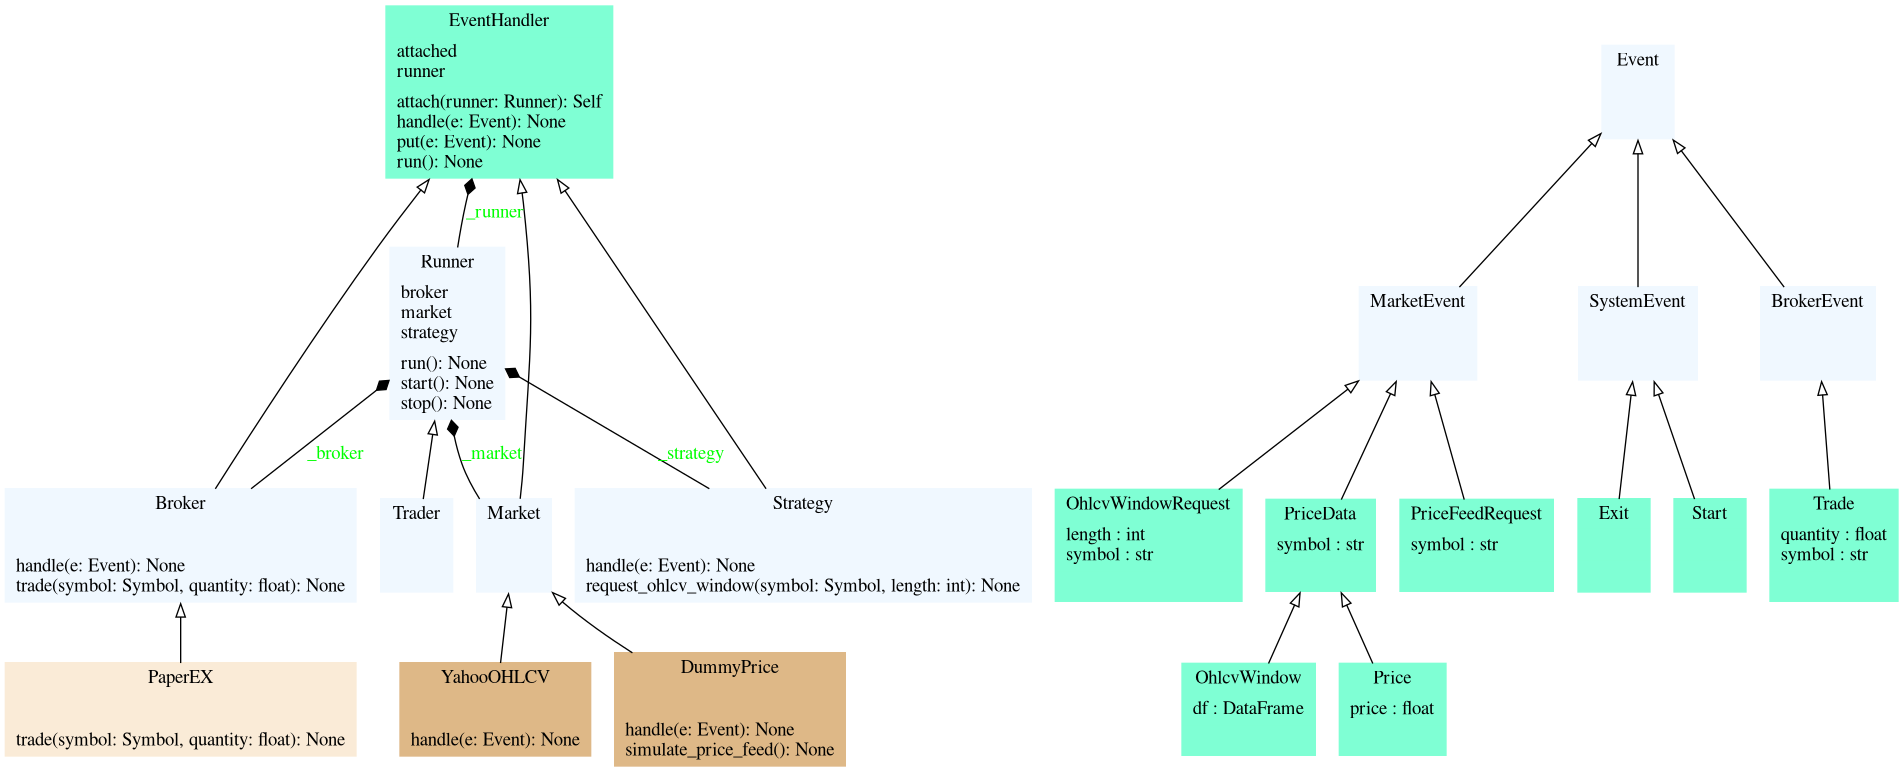 EventHandler
attached
runner
attach(runner: Runner): Self
handle(e: Event): None
put(e: Event): None
run(): None
_runner
Runner
broker
market
strategy
run(): None
start(): None
stop(): None
_broker
_market
_strategy
Broker
handle(e: Event): None
trade(symbol: Symbol, quantity: float): None
Trader
Market
Strategy
handle(e: Event): None
request_ohlcv_window(symbol: Symbol, length: int): None
PaperEX
trade(symbol: Symbol, quantity: float): None
YahooOHLCV
handle(e: Event): None
DummyPrice
handle(e: Event): None
simulate_price_feed(): None
Event
MarketEvent
SystemEvent
BrokerEvent
OhlcvWindowRequest
length : int
symbol : str
PriceData
symbol : str
PriceFeedRequest
symbol : str
Exit
Start
Trade
quantity : float
symbol : str
OhlcvWindow
df : DataFrame
Price
price : float